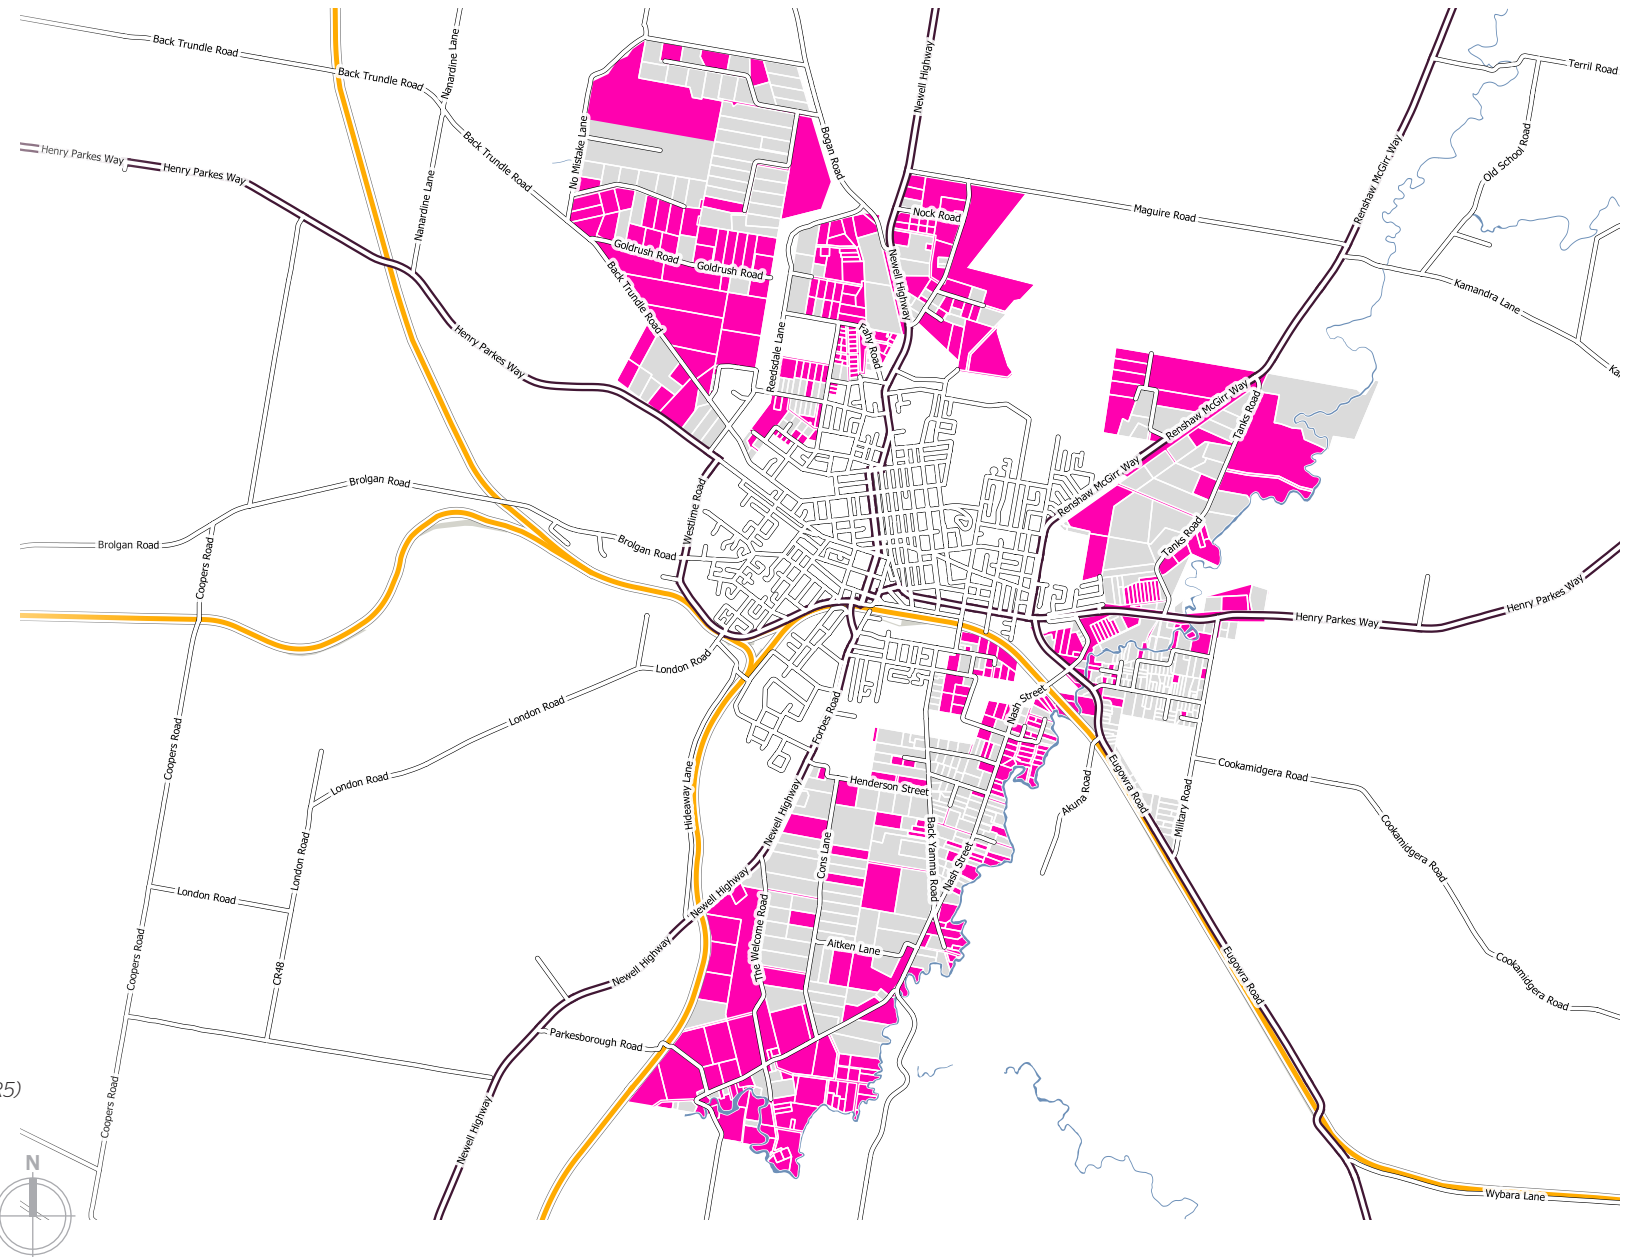 Back Trundle Road
Nanardine Lane
Newell Highway
Terril Road
Back Trundle Road
Henry Parkes Way
Henry Parkes Way
Back Trundle Road
No Mistake Lane
Bogan Road
Old School Road
Renshaw McGirr Way
Nanardine Lane
Nock Road
Maguire Road
Goldrush Road
Goldrush Road
Newell Highway
Back Trundle Road
Kamandra Lane
Henry Parkes Way
Reedsdale Lane
Fahy Road
Ka
Renshaw McGirr Way
Tanks Road
Renshaw McGirr Way
Brolgan Road
Westlime Road
Brolgan Road
Brolgan Road
Coopers Road
Tanks Road
Henry Parkes Way
Henry Parkes Way
London Road
London Road
Nash Street
Forbes Road
Coopers Road
London Road
Hideaway Lane
Henderson Street
Newell Highway
Akuna Road
Eugowra Road
Military Road
Cookamidgera Road
Cookamidgera Road
London Road
Cons Lane
Back Yamma Road
Nash Street
London Road
Newell Highway
The Welcome Road
Aitken Lane
Newell Highway
Coopers Road
CR48
Eugowra Road
Cookamidgera Road
Parkesborough Road
R5)
Coopers Road
Newell Highway
N
Wybara Lane